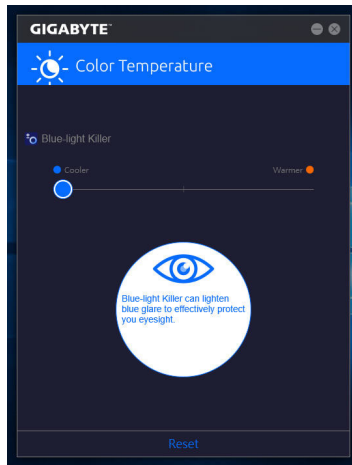 GIGABYTE™
Color Temperature
Blue-light Killer
Cooler Warmer
Blue-light Killer can lighten
blue glare to effectively protect
you eyesight.
Reset